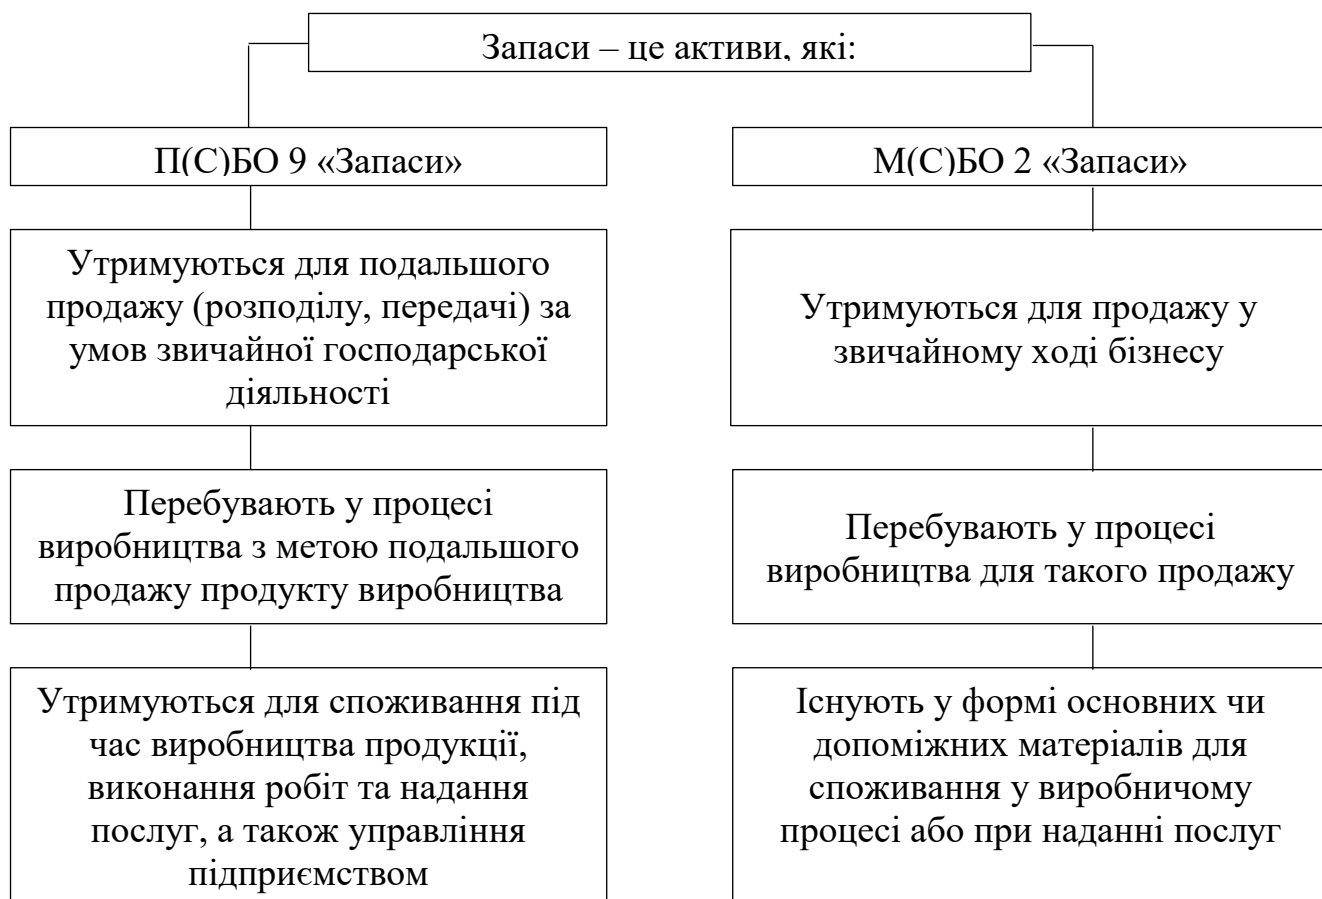 Запаси – це активи, які:
П(С)БО 9 «Запаси»
М(С)БО 2 «Запаси»
Утримуються для подальшого
продажу (розподілу, передачі) за
умов звичайної господарської
діяльності
Утримуються для продажу у
звичайному ході бізнесу
Перебувають у процесі
виробництва з метою подальшого
продажу продукту виробництва
Перебувають у процесі
виробництва для такого продажу
Утримуються для споживання під
час виробництва продукції,
виконання робіт та надання
послуг, а також управління
підприємством
Існують у формі основних чи
допоміжних матеріалів для
споживання у виробничому
процесі або при наданні послуг